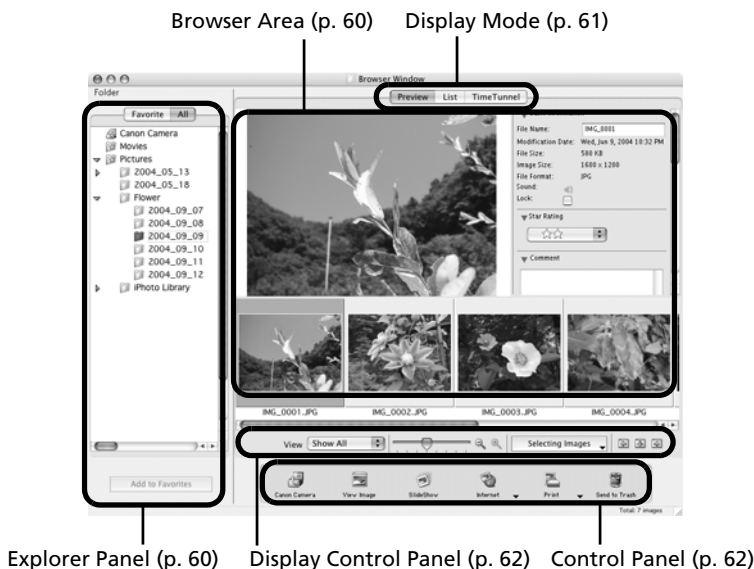 Browser Area (p. 60) Display Mode (p. 61)
Browser Window
Folder
Preview List TimeTunnel
Favorite All
Canon Camera
Movies
Pictures
2004_05_13
2004_05_18
Flower
2004_09_07
2004_09_08
2004_09_09
2004_09_10
2004_09_11
2004_09_12
iPhoto Library
Add to Favorites
File Name: IMG_0001
Modification Date: Wed, Jun 9, 2004 10:32 PM
File Size: 580 KB
Image Size: 1600 x 1200
File Format: JPG
Sound:
Lock:
Star Rating
Comment
IMG_0001.JPG IMG_0002.JPG IMG_0003.JPG IMG_0004.JPG
View Show All Selecting Images
Canon Camera View Image SlideShow Internet Print Send to Trash
Total: 7 images
Explorer Panel (p. 60) Display Control Panel (p. 62) Control Panel (p. 62)